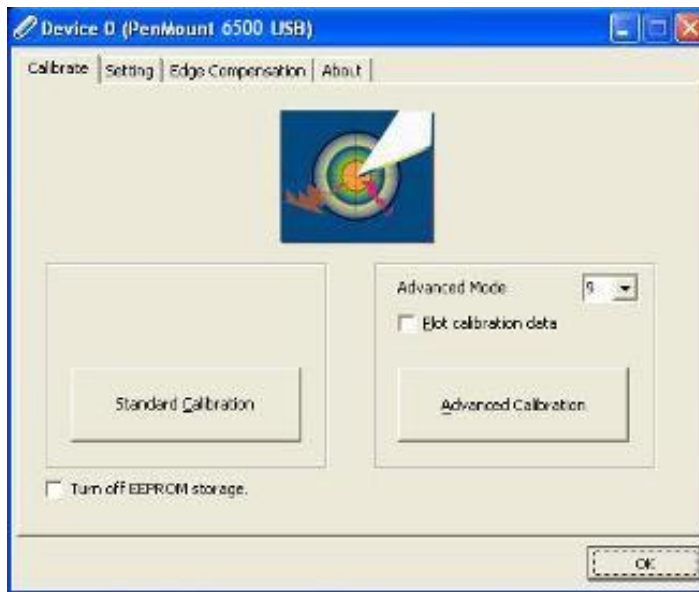 Device 0 (PenMount 6500 USB)
Calibrate Setting Edge Compensation About
Advanced Mode 9
Plot calibration data
Standard Calibration Advanced Calibration
Turn off EEPROM storage.
OK